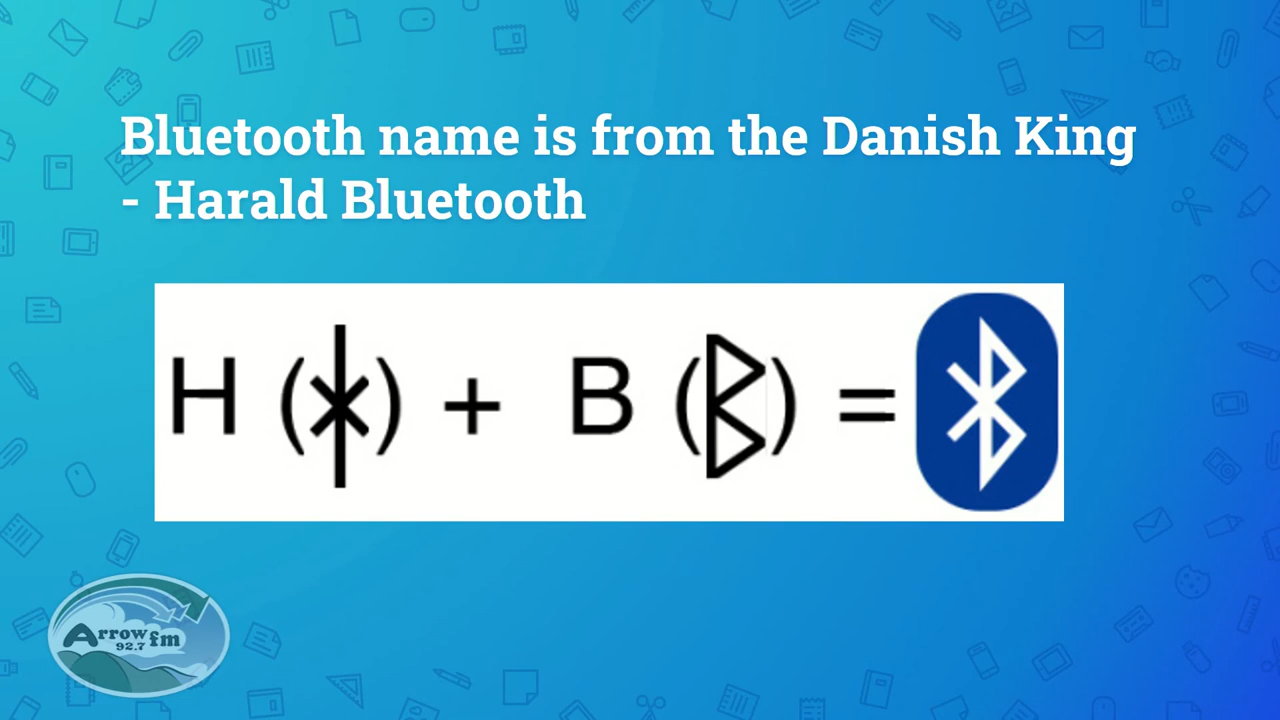 Bluetooth name is from the Danish King
- Harald Bluetooth
H (ᚼ) + B (ᛒ) =
Arrow fm
92.7